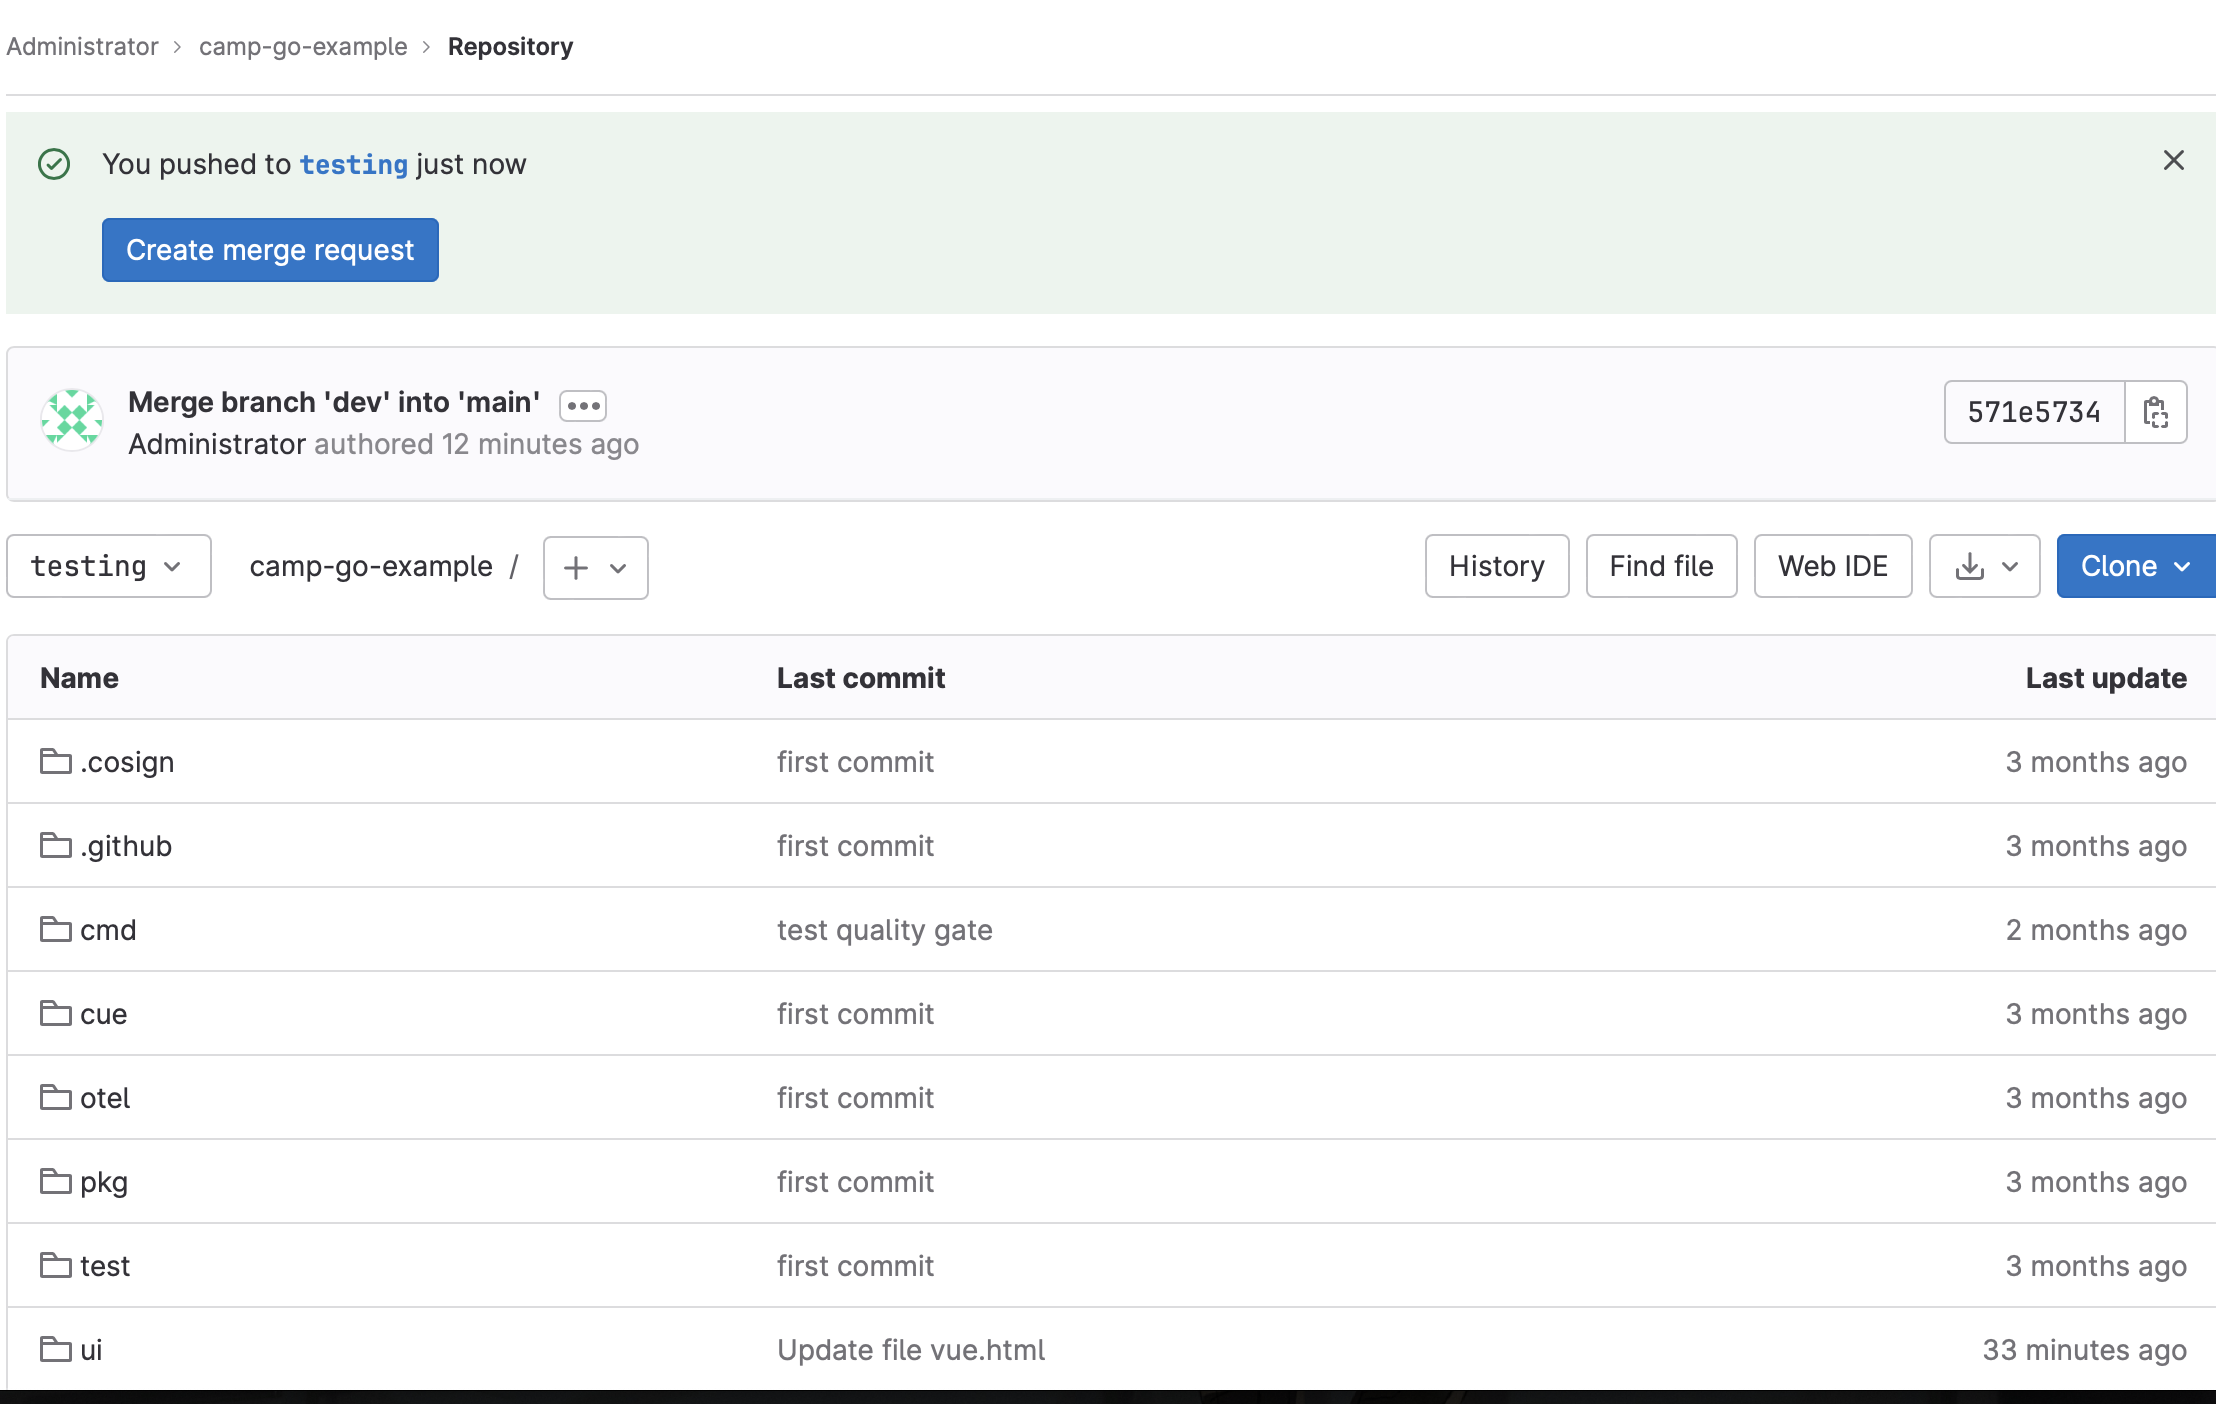 Administrator > camp-go-example > Repository
You pushed to testing just now
Create merge request
Merge branch 'dev' into 'main'
Administrator authored 12 minutes ago
571e5734
testing
camp-go-example /
History
Find file
Web IDE
Clone
Name Last commit Last update
.cosign first commit 3 months ago
.github first commit 3 months ago
cmd test quality gate 2 months ago
cue first commit 3 months ago
otel first commit 3 months ago
pkg first commit 3 months ago
test first commit 3 months ago
ui Update file vue.html 33 minutes ago